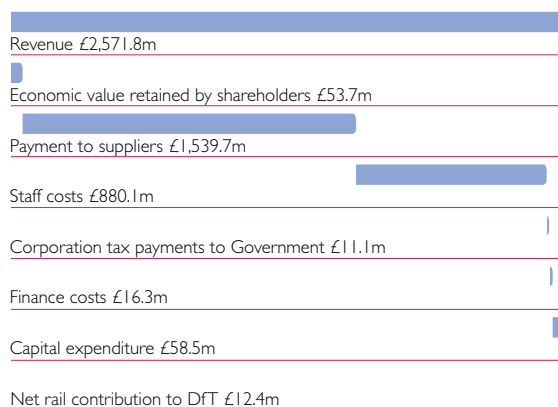 Revenue £2,571.8m
Economic value retained by shareholders £53.7m
Payment to suppliers £1,539.7m
Staff costs £880.1m
Corporation tax payments to Government £11.1m
Finance costs £16.3m
Capital expenditure £58.5m
Net rail contribution to DfT £12.4m